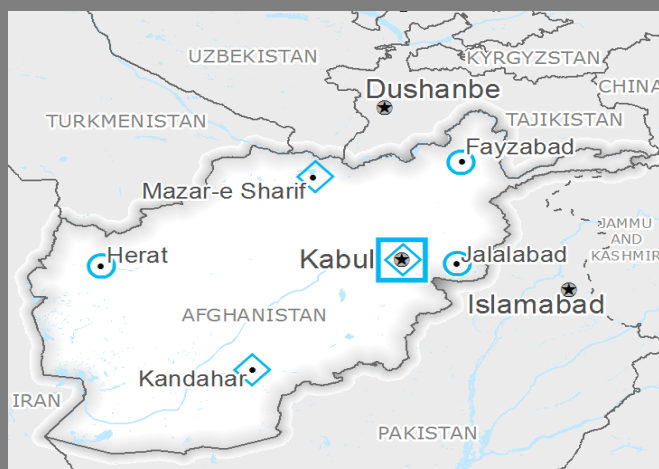 UZBEKISTAN
KYRGYZSTAN
CHINA
Dushanbe
TURKMENISTAN
TAJIKISTAN
Fayzabad
Mazar-e Sharif
JAMMU
AND
KASHMIR
Herat
Kabul
Jalalabad
Islamabad
AFGHANISTAN
Kandahar
IRAN
PAKISTAN